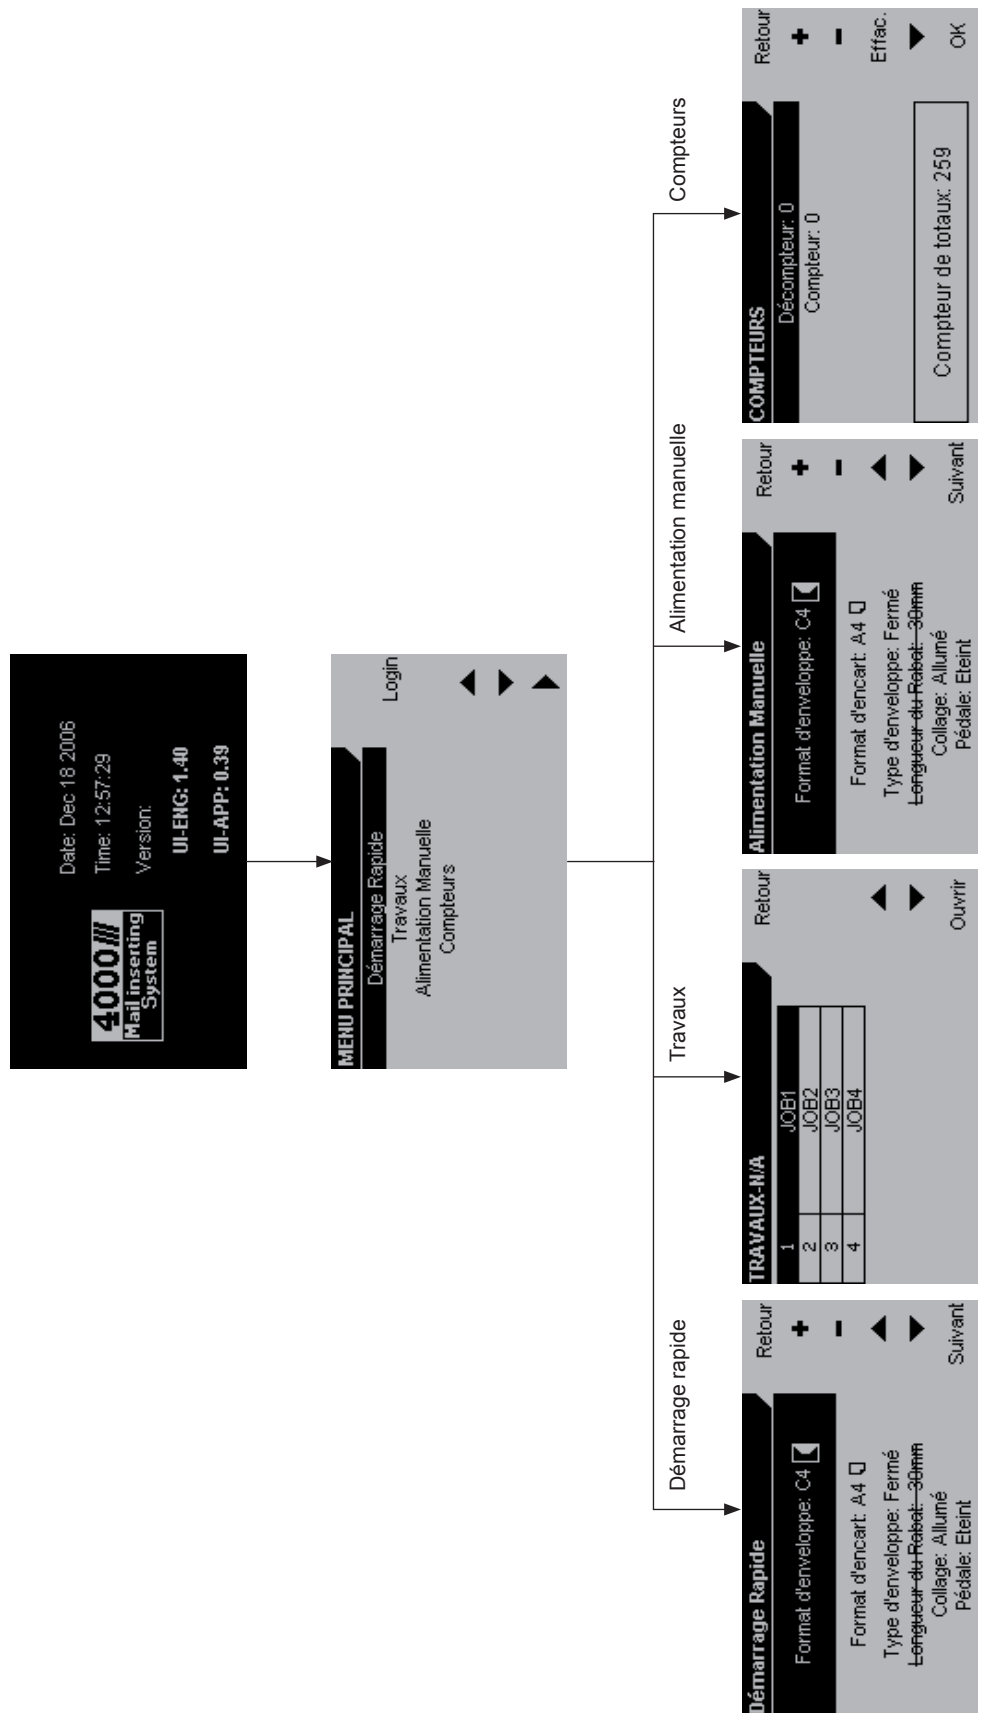 4000///
Mail inserting
System
Date: Dec 18 2006
Time: 12:57:29
Version:
UI-ENG: 1.40
UI-APP: 0.39
MENU PRINCIPAL
Démarrage Rapide
Travaux
Alimentation Manuelle
Compteurs
Login
Démarrage rapide
Travaux
Alimentation manuelle
Compteurs
Démarrage Rapide
Format d'enveloppe: C4
Format d'encart: A4
Type d'enveloppe: Fermé
Longueur du Rabat: 30mm
Collage: Allumé
Pédale: Eteint
Retour
+
-
Suivant
TRAVAUX-N/A
1 JOB1
2 JOB2
3 JOB3
4 JOB4
Retour
Ouvrir
Alimentation Manuelle
Format d'enveloppe: C4
Format d'encart: A4
Type d'enveloppe: Fermé
Longueur du Rabat: 30mm
Collage: Allumé
Pédale: Eteint
Retour
+
-
Suivant
COMPTEURS
Décompteur: 0
Compteur: 0
Compteur de totaux: 259
Retour
+
-
Effac.
OK